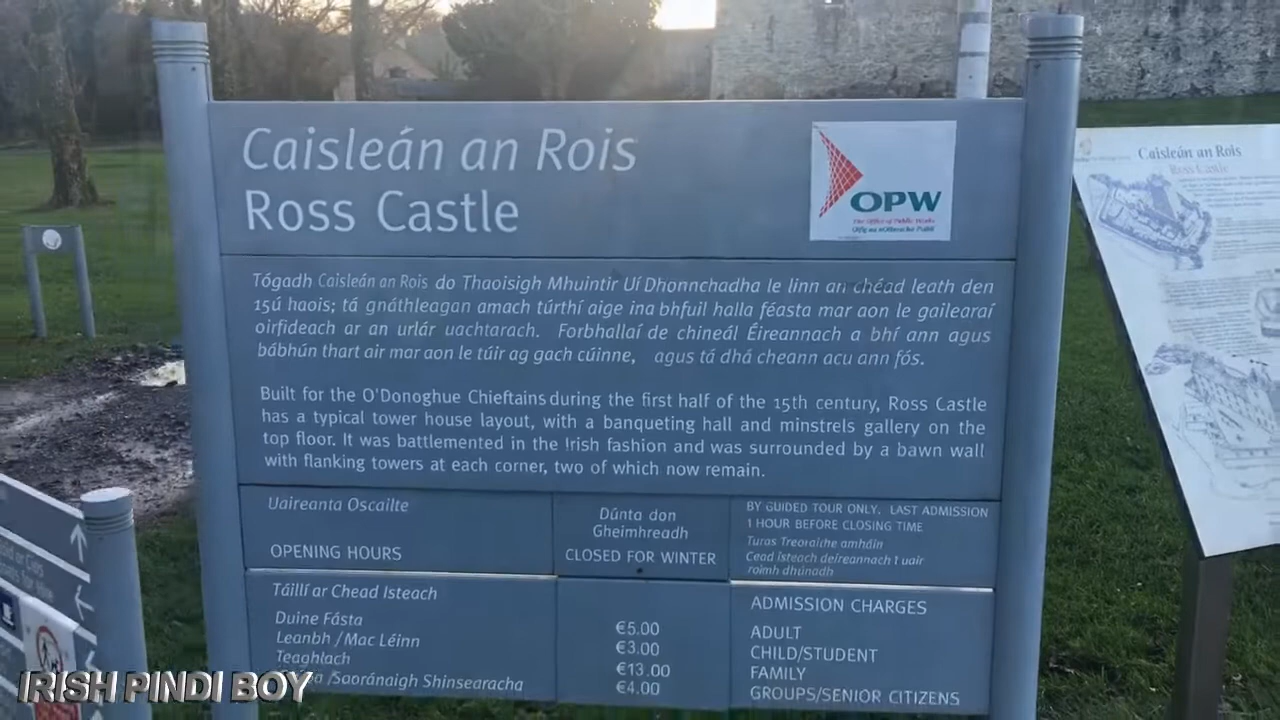 Caisleán an Rois
Ross Castle
OPW
The Office of Public Works
Oifig na nOibreacha Poiblí
Tógadh Caisleán an Rois do Thaoisigh Mhuintir Uí Dhonnchadha le linn an chéad leath den
15ú haois; tá gnáthleagan amach túrthí aige ina bhfuil halla féasta mar aon le gailearaí
oirfideach ar an urlár uachtarach. Forbhallaí de chineál Éireannach a bhí ann agus
bábhún thart air mar aon le túir ag gach cúinne, agus tá dhá cheann acu ann fós.
Built for the O'Donoghue Chieftains during the first half of the 15th century, Ross Castle
has a typical tower house layout, with a banqueting hall and minstrels gallery on the
top floor. It was battlemented in the Irish fashion and was surrounded by a bawn wall
with flanking towers at each corner, two of which now remain.
Uaireanta Oscailte
OPENING HOURS
Dúnta don
Gheimhreadh
CLOSED FOR WINTER
BY GUIDED TOUR ONLY. LAST ADMISSION
1 HOUR BEFORE CLOSING TIME
Turas Treoraithe amháin
Cead isteach deireannach 1 uair
roimh dhúnadh
Táillí ar Chead Isteach
ADMISSION CHARGES
Duine Fásta €5.00 ADULT
Leanbh /Mac Léinn €3.00 CHILD/STUDENT
Teaghlach €13.00 FAMILY
/Saoránaigh Shinsearacha €4.00 GROUPS/SENIOR CITIZENS
Caisleán an Rois
Ross Castle
IRISH PINDI BOY